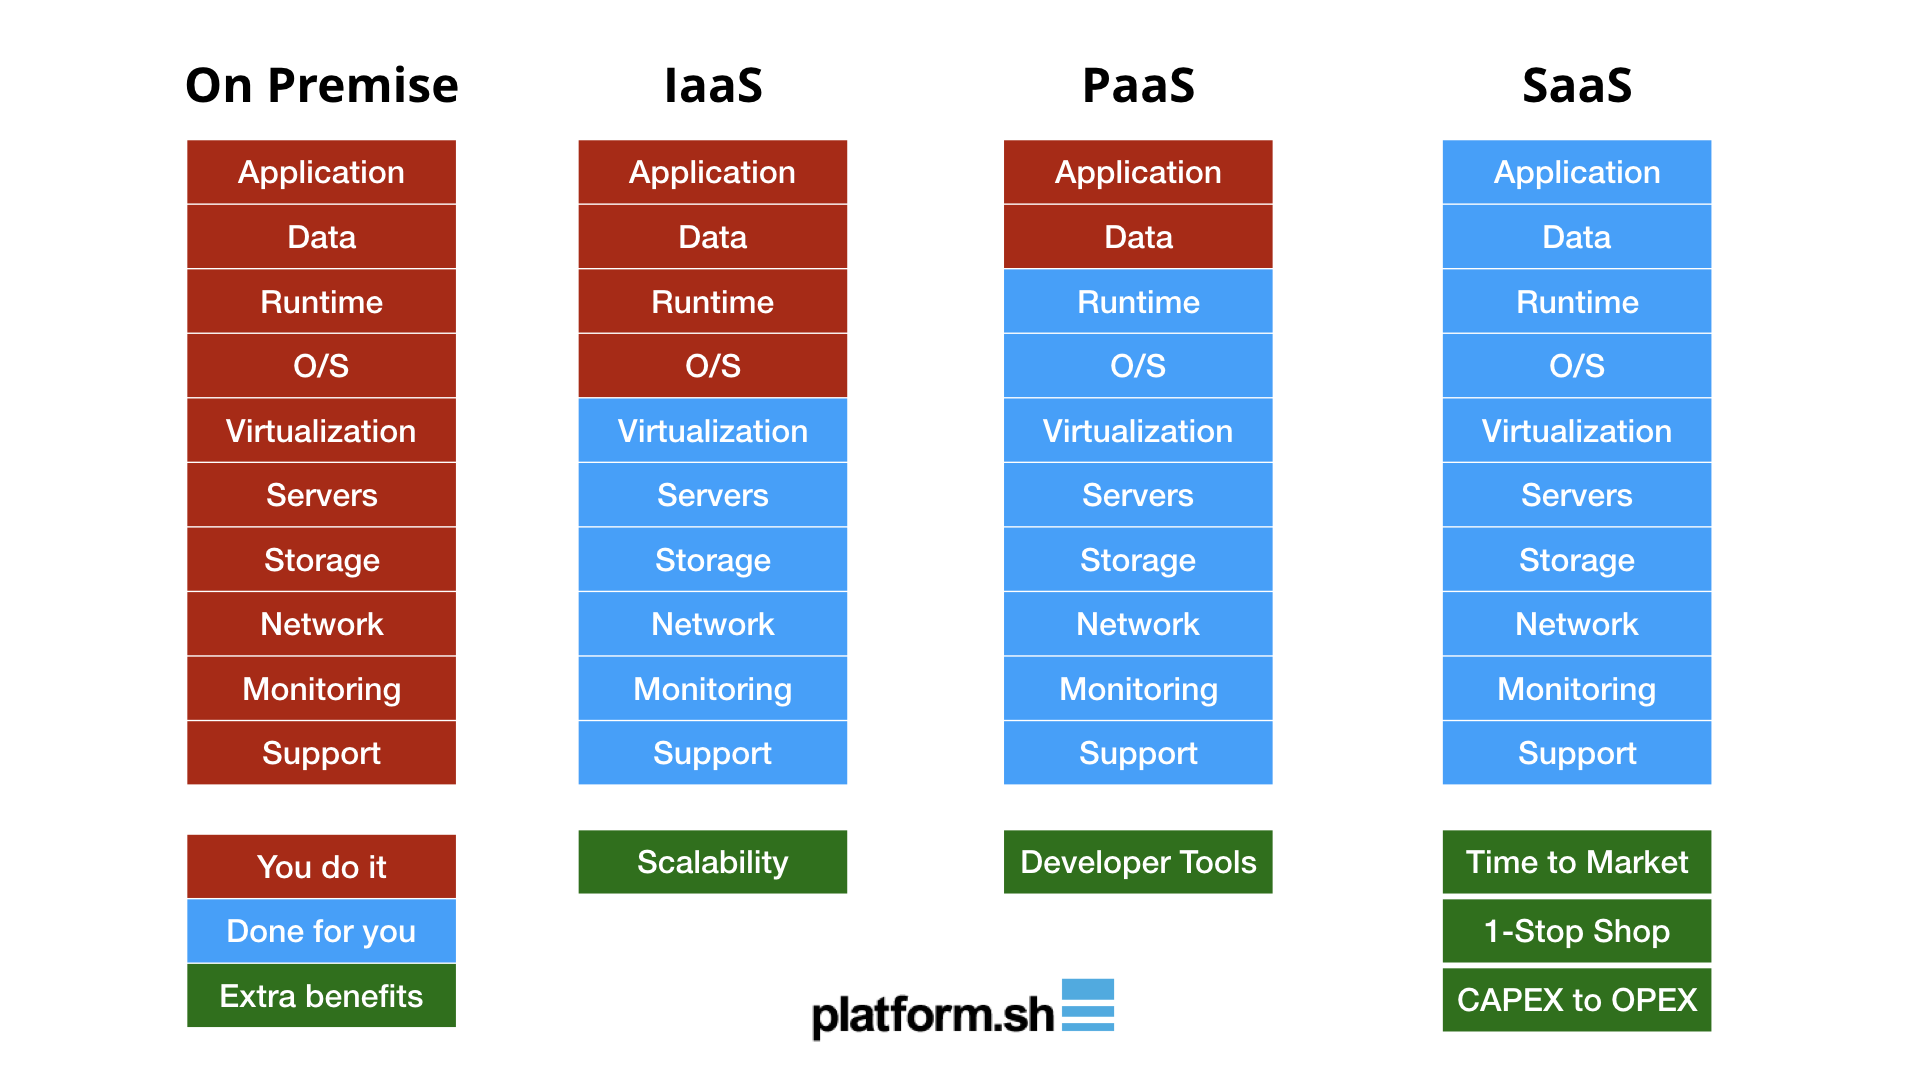 On Premise
Application
Data
Runtime
O/S
Virtualization
Servers
Storage
Network
Monitoring
Support
You do it
Done for you
Extra benefits
IaaS
Application
Data
Runtime
O/S
Virtualization
Servers
Storage
Network
Monitoring
Support
Scalability
PaaS
Application
Data
Runtime
O/S
Virtualization
Servers
Storage
Network
Monitoring
Support
Developer Tools
SaaS
Application
Data
Runtime
O/S
Virtualization
Servers
Storage
Network
Monitoring
Support
Time to Market
1-Stop Shop
CAPEX to OPEX
platform.sh